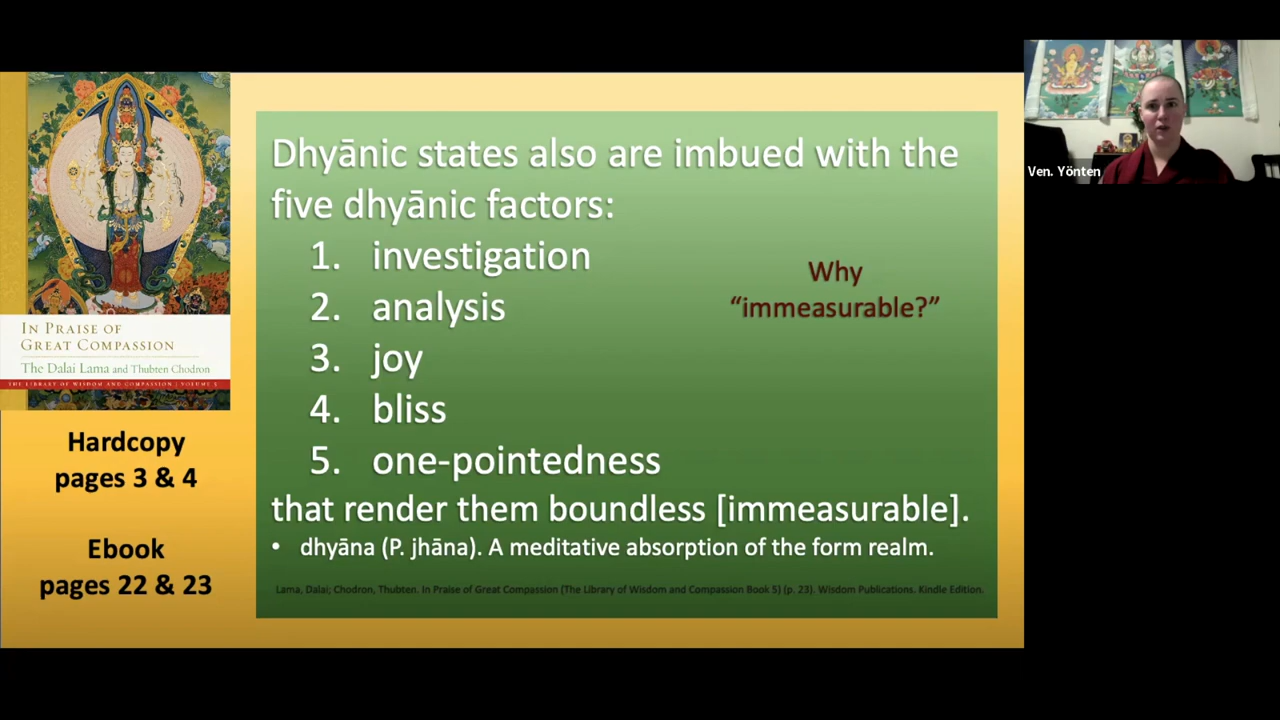 IN PRAISE OF
GREAT COMPASSION
The Dalai Lama and Thubten Chodron
THE LIBRARY OF WISDOM AND COMPASSION | VOLUME 5
Hardcopy
pages 3 & 4
Ebook
pages 22 & 23
Dhyānic states also are imbued with the
five dhyānic factors:
1. investigation
2. analysis
3. joy
4. bliss
5. one-pointedness
that render them boundless [immeasurable].
• dhyāna (P. jhāna). A meditative absorption of the form realm.
Lama, Dalai; Chodron, Thubten. In Praise of Great Compassion (The Library of Wisdom and Compassion Book 5) (p. 23). Wisdom Publications. Kindle Edition.
Why
“immeasurable?”
Ven. Yönten